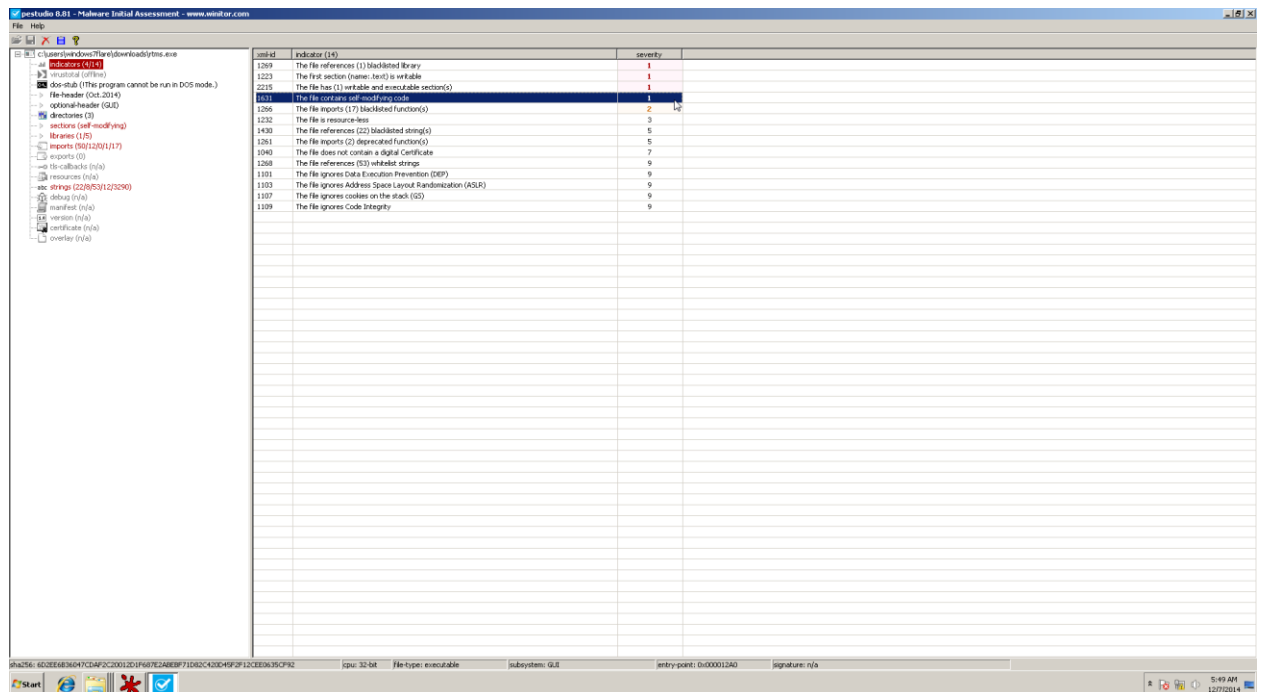 pestudio 8.81 - Malware Initial Assessment - www.winitor.com
File Help
c:\users\windows7flare\downloads\rtms.exe
indicators (4/14)
virustotal (offline)
dos-stub (!This program cannot be run in DOS mode.)
file-header (Oct.2014)
optional-header (GUI)
directories (3)
sections (self-modifying)
libraries (1/5)
imports (50/12/0/1/17)
exports (0)
tls-callbacks (n/a)
resources (n/a)
abc strings (22/8/53/12/3290)
debug (n/a)
manifest (n/a)
version (n/a)
certificate (n/a)
overlay (n/a)
xml-id indicator (14) severity
1269 The file references (1) blacklisted library 1
1223 The first section (name:.text) is writable 1
2215 The file has (1) writable and executable section(s) 1
1631 The file contains self-modifying code 1
1266 The file imports (17) blacklisted function(s) 2
1232 The file is resource-less 3
1430 The file references (22) blacklisted string(s) 5
1261 The file imports (2) deprecated function(s) 5
1040 The file does not contain a digital Certificate 7
1268 The file references (53) whitelist strings 9
1101 The file ignores Data Execution Prevention (DEP) 9
1103 The file ignores Address Space Layout Randomization (ASLR) 9
1107 The file ignores cookies on the stack (GS) 9
1109 The file ignores Code Integrity 9
sha256: cpu: 32-bit file-type: executable subsystem: GUI entry-point: 0x000012A0 signature: n/a
Start
5:49 AM
12/7/2014